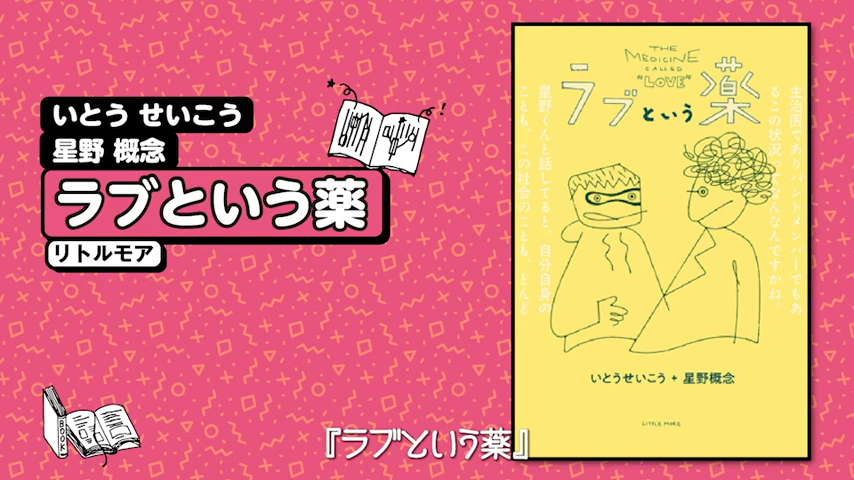 いとう せいこう
星野 概念
ラブという薬
リトルモア
THE
MEDICINE
CALLED
"LOVE"
ラブという薬
主治医でありバンドメンバーでもあ
るこの状況ってなんなんですかね。
星野くんと話してると、自分自身の
ことも、この社会のことも、どんど
いとうせいこう + 星野概念
LITTLE MORE
BOOK
『ラブという薬』